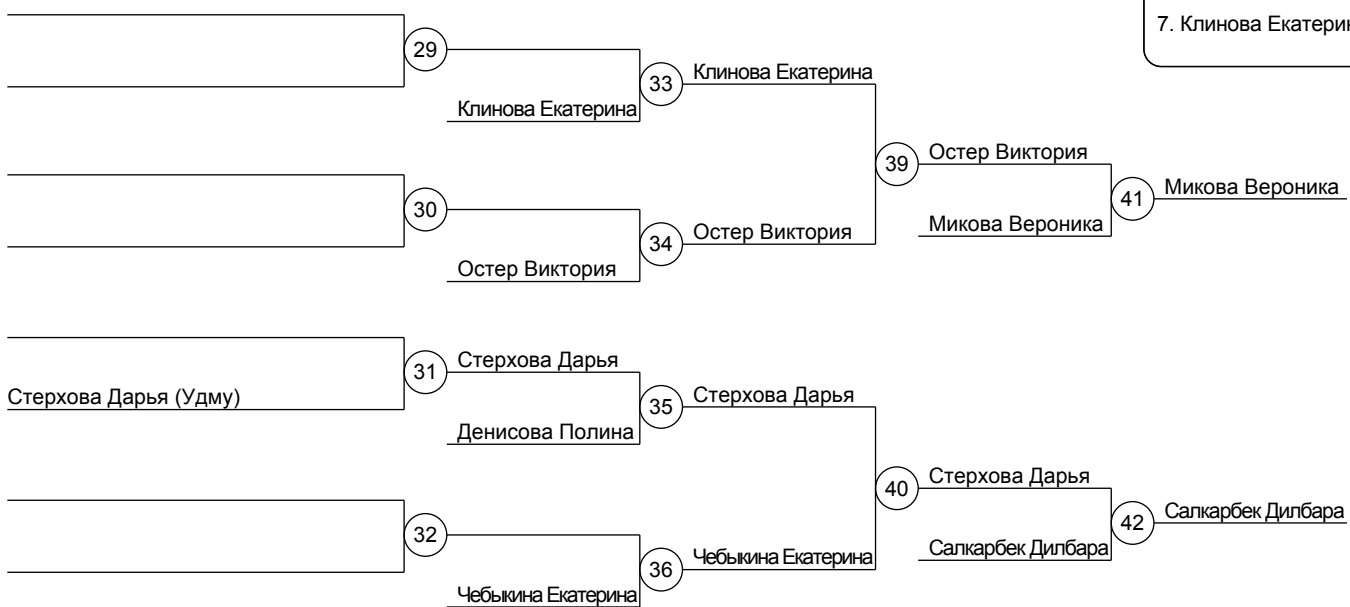 7. Клинова Екатерин
29
33 Клинова Екатерина
Клинова Екатерина
39 Остер Виктория
41 Микова Вероника
30
Микова Вероника
34 Остер Виктория
Остер Виктория
31 Стерхова Дарья
Стерхова Дарья (Удму)
35 Стерхова Дарья
Денисова Полина
40 Стерхова Дарья
42 Салкарбек Дилбара
32
Салкарбек Дилбара
36 Чебыкина Екатерина
Чебыкина Екатерина